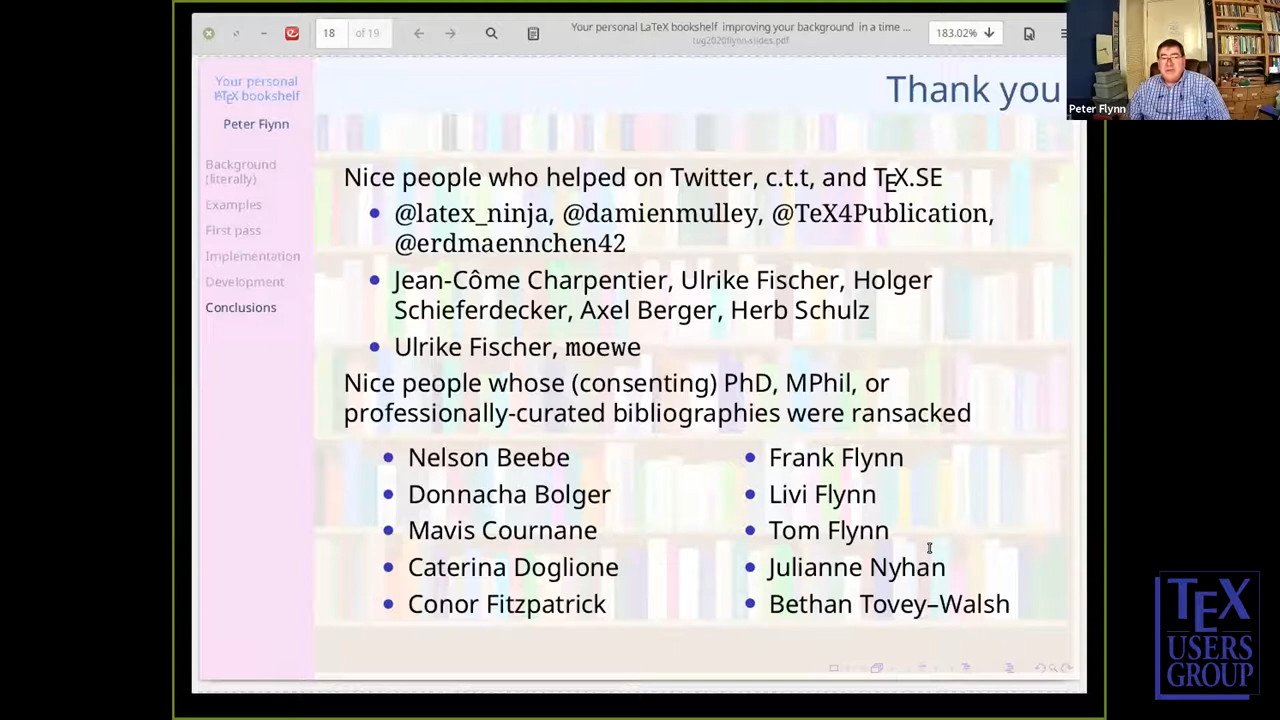 18
of 19
Your personal LaTeX bookshelf improving your background in a time ...
tug2020flynn-slides.pdf
183.02%
Peter Flynn
Your personal
LATEX bookshelf
Peter Flynn
Background
(literally)
Examples
First pass
Implementation
Development
Conclusions
Thank you
Nice people who helped on Twitter, c.t.t, and TEX.SE
• @latex_ninja, @damienmulley, @TeX4Publication,
@erdmaennchen42
• Jean-Côme Charpentier, Ulrike Fischer, Holger
Schieferdecker, Axel Berger, Herb Schulz
• Ulrike Fischer, moewe
Nice people whose (consenting) PhD, MPhil, or
professionally-curated bibliographies were ransacked
• Nelson Beebe
• Donnacha Bolger
• Mavis Cournane
• Caterina Doglione
• Conor Fitzpatrick
• Frank Flynn
• Livi Flynn
• Tom Flynn
• Julianne Nyhan
• Bethan Tovey–Walsh
TEX
USERS
GROUP